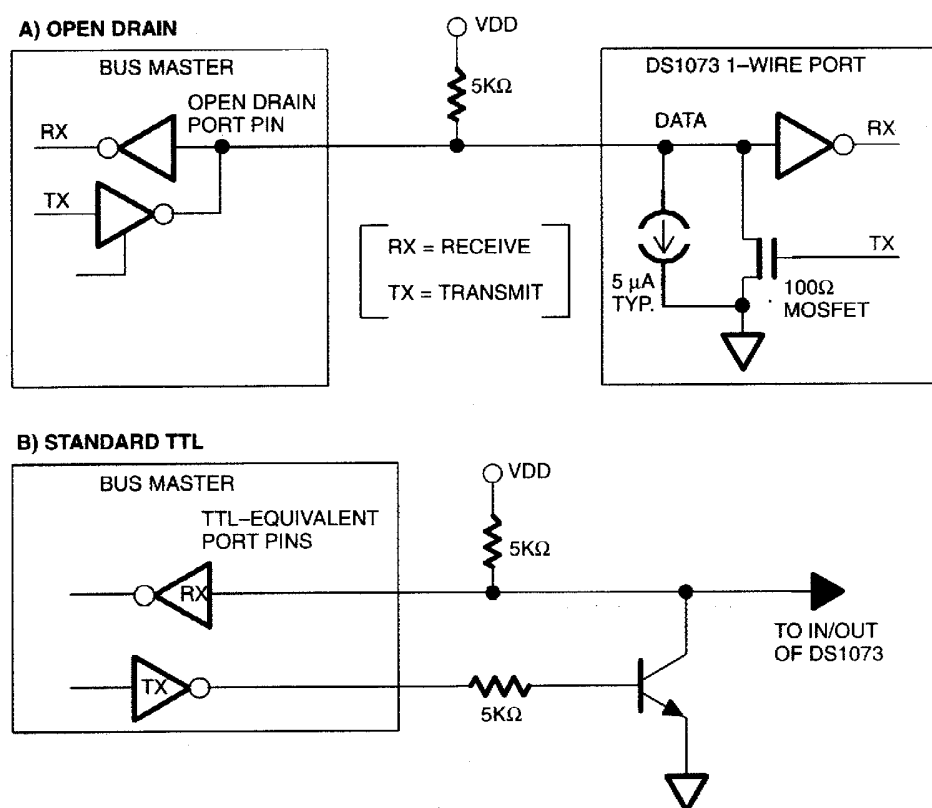 A) OPEN DRAIN
VDD
BUS MASTER
DS1073 1–WIRE PORT
5KΩ
OPEN DRAIN
PORT PIN
RX
DATA
RX
TX
RX = RECEIVE
TX = TRANSMIT
TX
5 µA
TYP.
100Ω
MOSFET
B) STANDARD TTL
BUS MASTER
VDD
TTL–EQUIVALENT
PORT PINS
5KΩ
RX
TO IN/OUT
OF DS1073
TX
5KΩ